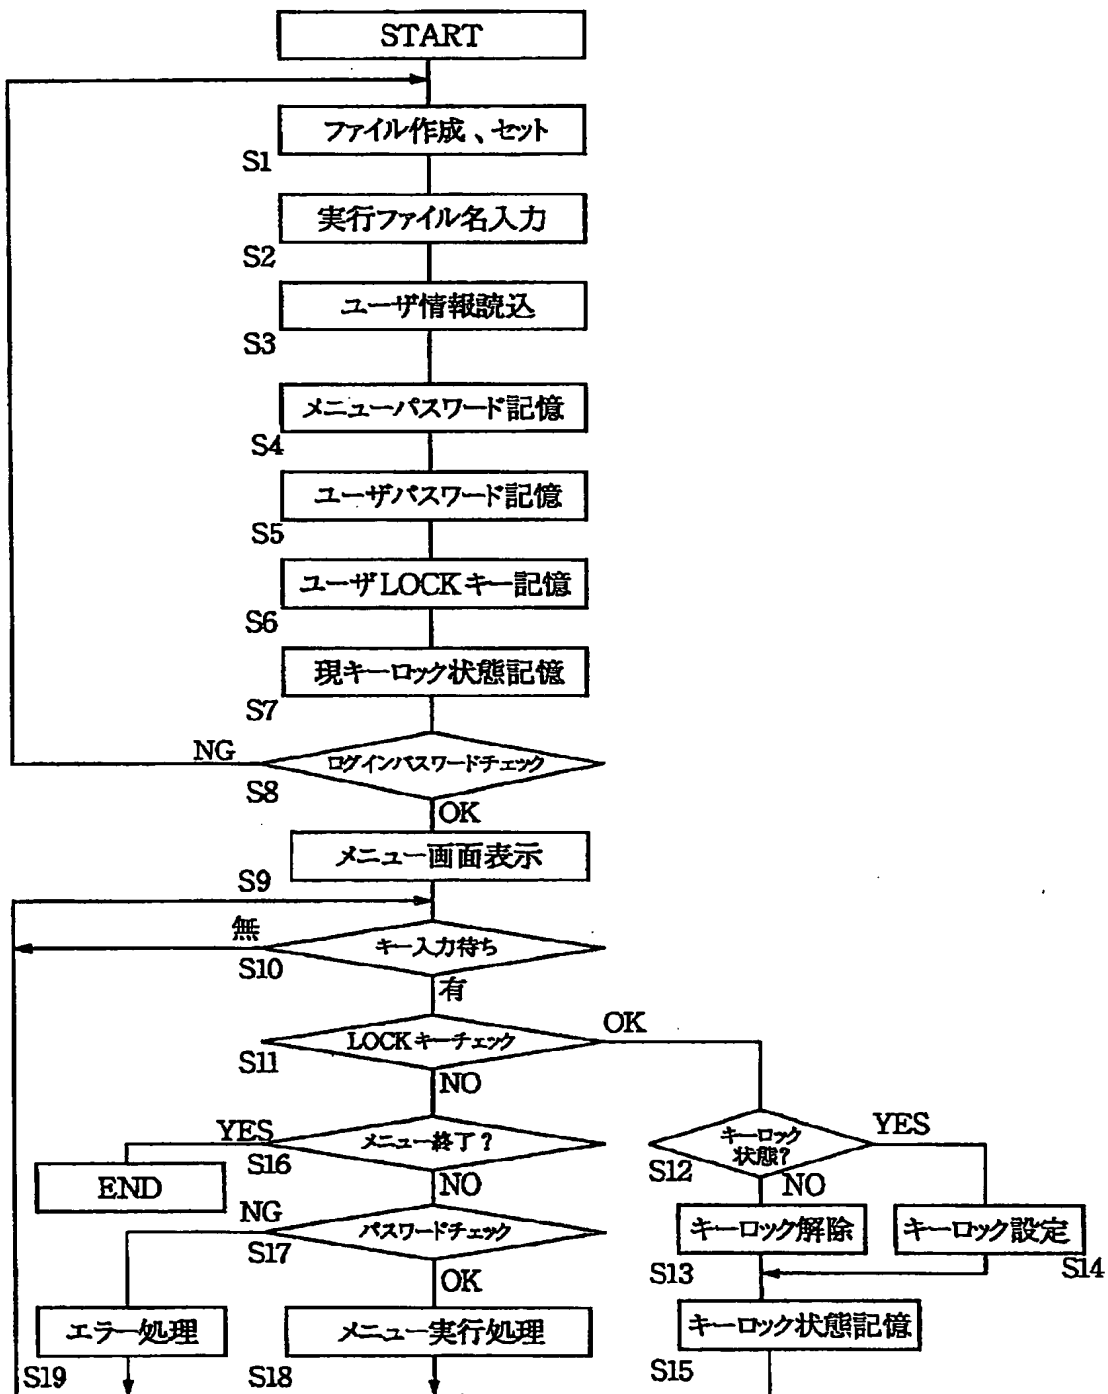 START
ファイル作成、セット
S1
実行ファイル名入力
S2
ユーザ情報読込
S3
メニューパスワード記憶
S4
ユーザパスワード記憶
S5
ユーザLOCKキー記憶
S6
現キーロック状態記憶
S7
NG
ログインパスワードチェック
S8
OK
メニュー画面表示
S9
無
キー入力待ち
S10
有
LOCKキーチェック
OK
S11
NO
YES
メニュー終了?
S16
キーロック
状態?
YES
S12
END
NO
NO
NG
パスワードチェック
S17
キーロック解除
キーロック設定
S13
S14
OK
エラー処理
メニュー実行処理
キーロック状態記憶
S19
S18
S15